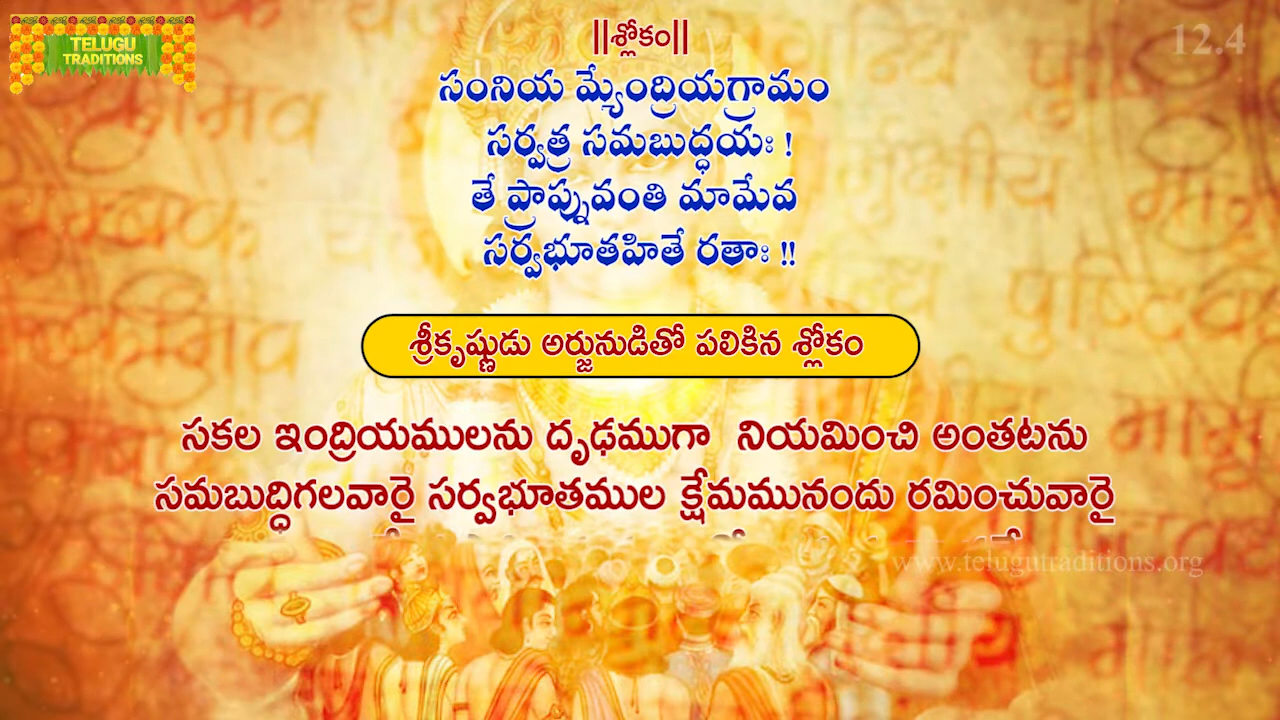 TELUGU
TRADITIONS
||శ్లోకం||
12.4
సంనియ మ్యేంద్రియగ్రామం
సర్వత్ర సమబుద్ధయః !
తే ప్రాప్నువంతి మామేవ
సర్వభూతహితే రతాః !!
శ్రీకృష్ణుడు అర్జునుడితో పలికిన శ్లోకం
సకల ఇంద్రియములను దృఢముగా నియమించి అంతటను
సమబుద్ధిగలవారై సర్వభూతముల క్షేమమునందు రమించువారై
www.telugutraditions.org